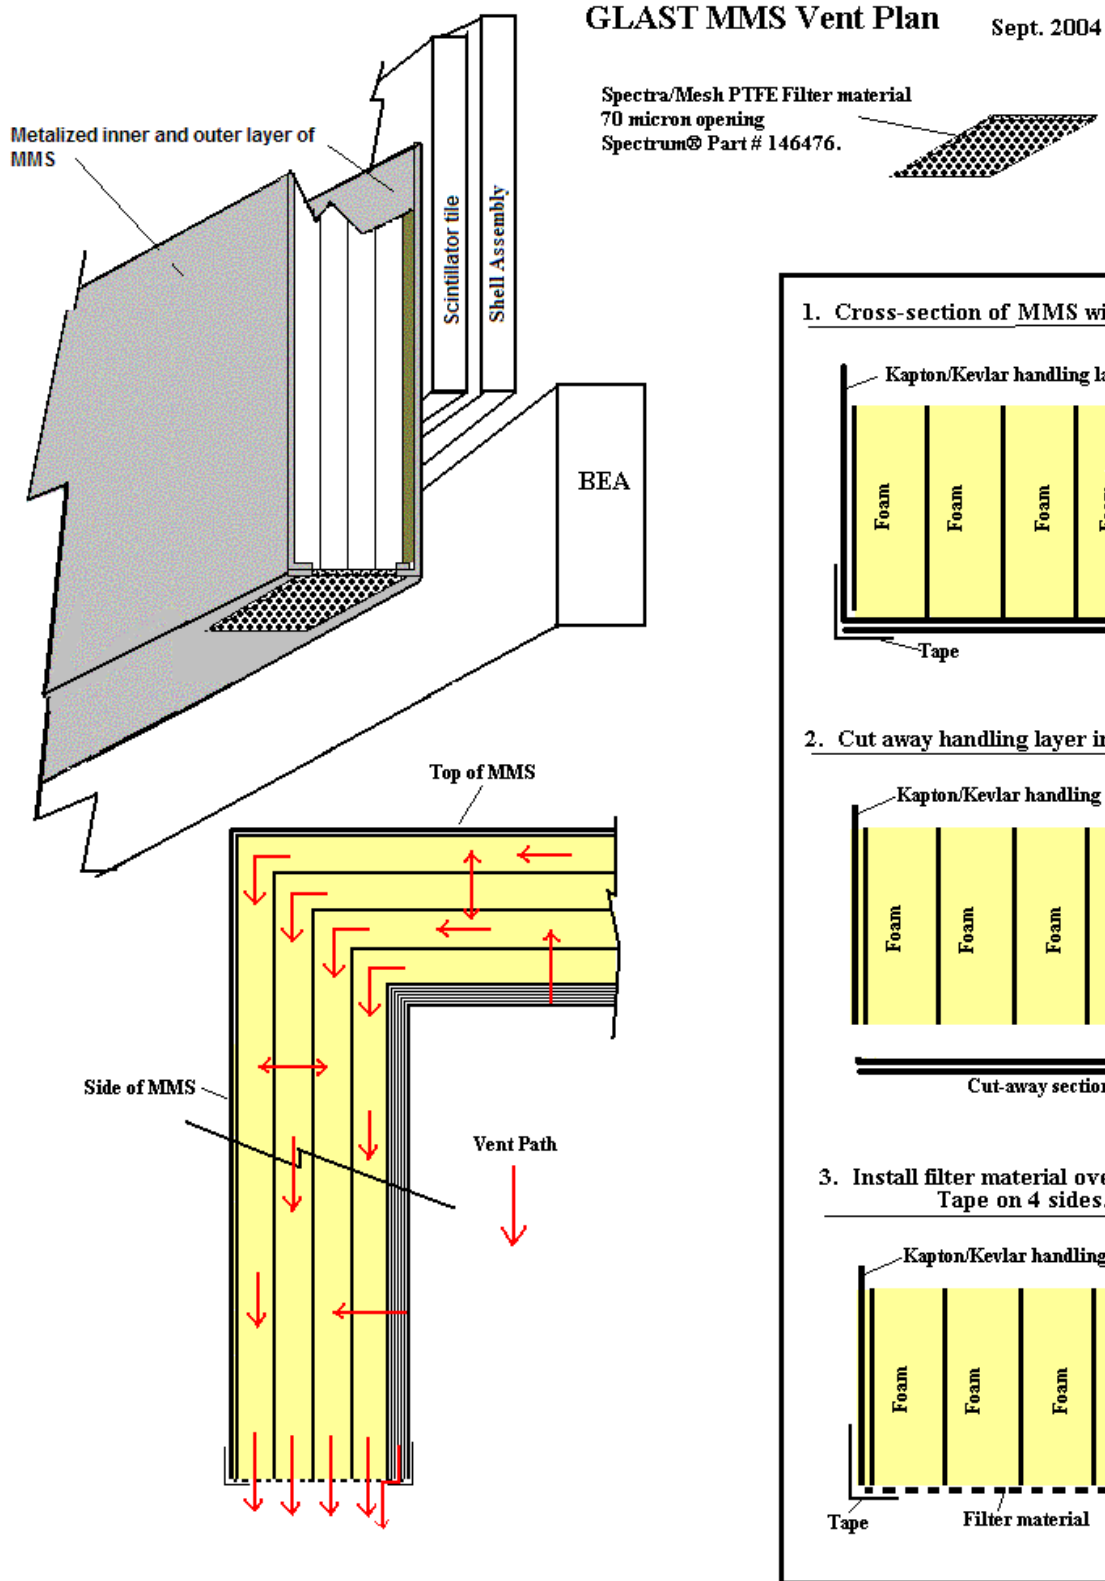 GLAST MMS Vent Plan
Sept. 2004
Spectra/Mesh PTFE Filter material
70 micron opening
Spectrum® Part # 146476.
Metalized inner and outer layer of
MMS
Scintillator tile
Shell Assembly
BEA
Top of MMS
Side of MMS
Vent Path
1. Cross-section of MMS wi
Kapton/Kevlar handling la
Foam
Foam
Foam
Tape
2. Cut away handling layer in
Kapton/Kevlar handling
Foam
Foam
Foam
Cut-away section
3. Install filter material ove
Tape on 4 sides.
Kapton/Kevlar handling
Foam
Foam
Foam
Tape
Filter material